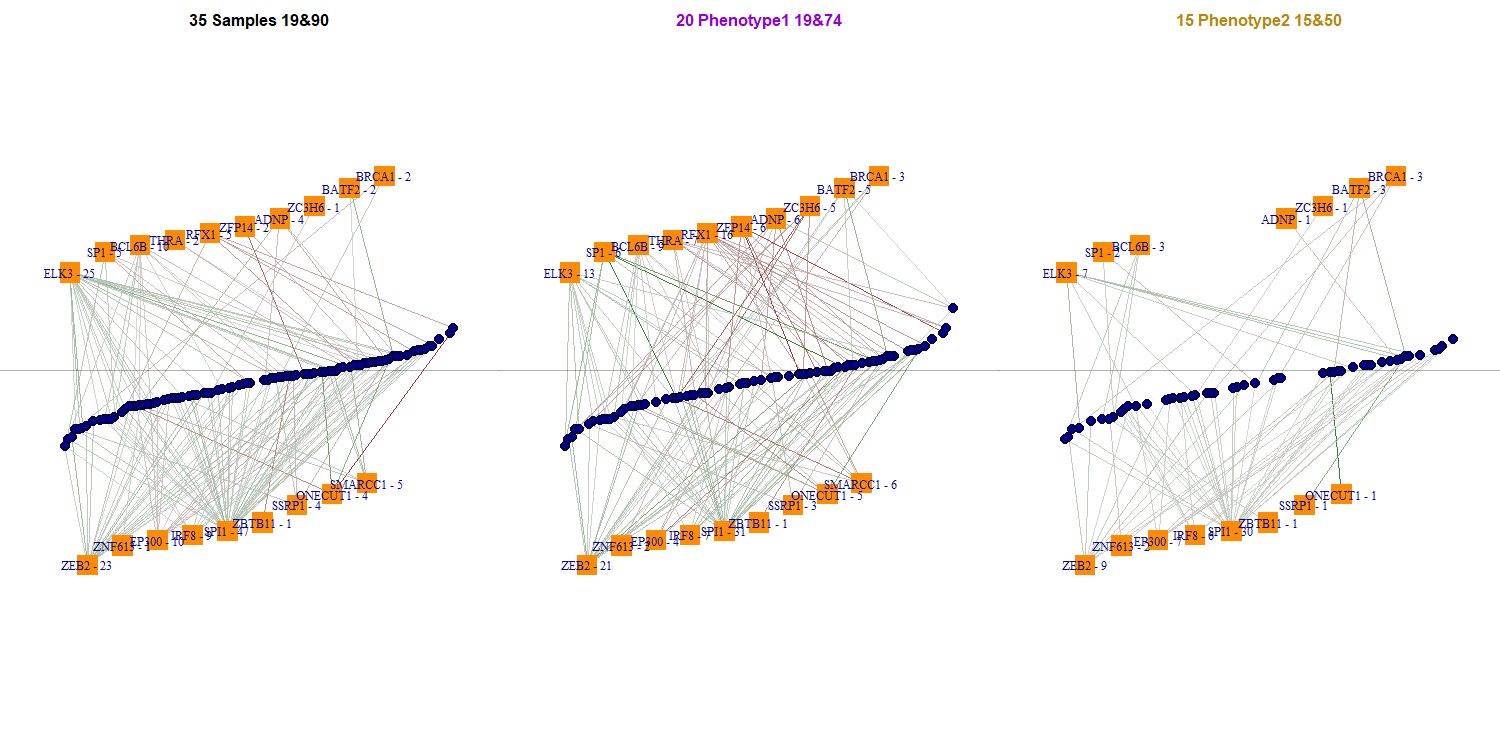 35 Samples 19&90
BRCA1 - 2
BATF2 - 2
ZC3H6 - 1
ADNP - 4
ZFP14 - 2
RFX1 - 5
THRA - 2
BCL6B - 10
SP1 - 5
ELK3 - 25
SMARCC1 - 5
ONECUT1 - 4
SSRP1 - 4
ZBTB11 - 1
SPI1 - 47
IRF8 - 9
EP300 - 10
ZNF613 - 1
ZEB2 - 23
20 Phenotype1 19&74
BRCA1 - 3
BATF2 - 5
ZC3H6 - 5
ADNP - 6
ZFP14 - 6
RFX1 - 16
THRA - 7
BCL6B - 9
SP1 - 6
ELK3 - 13
SMARCC1 - 6
ONECUT1 - 5
SSRP1 - 3
ZBTB11 - 1
SPI1 - 31
IRF8 - 7
EP300 - 4
ZNF613 - 2
ZEB2 - 21
15 Phenotype2 15&50
BRCA1 - 3
BATF2 - 3
ZC3H6 - 1
ADNP - 1
BCL6B - 3
SP1 - 2
ELK3 - 7
ONECUT1 - 1
SSRP1 - 1
ZBTB11 - 1
SPI1 - 30
IRF8 - 6
EP300 - 7
ZNF613 - 2
ZEB2 - 9